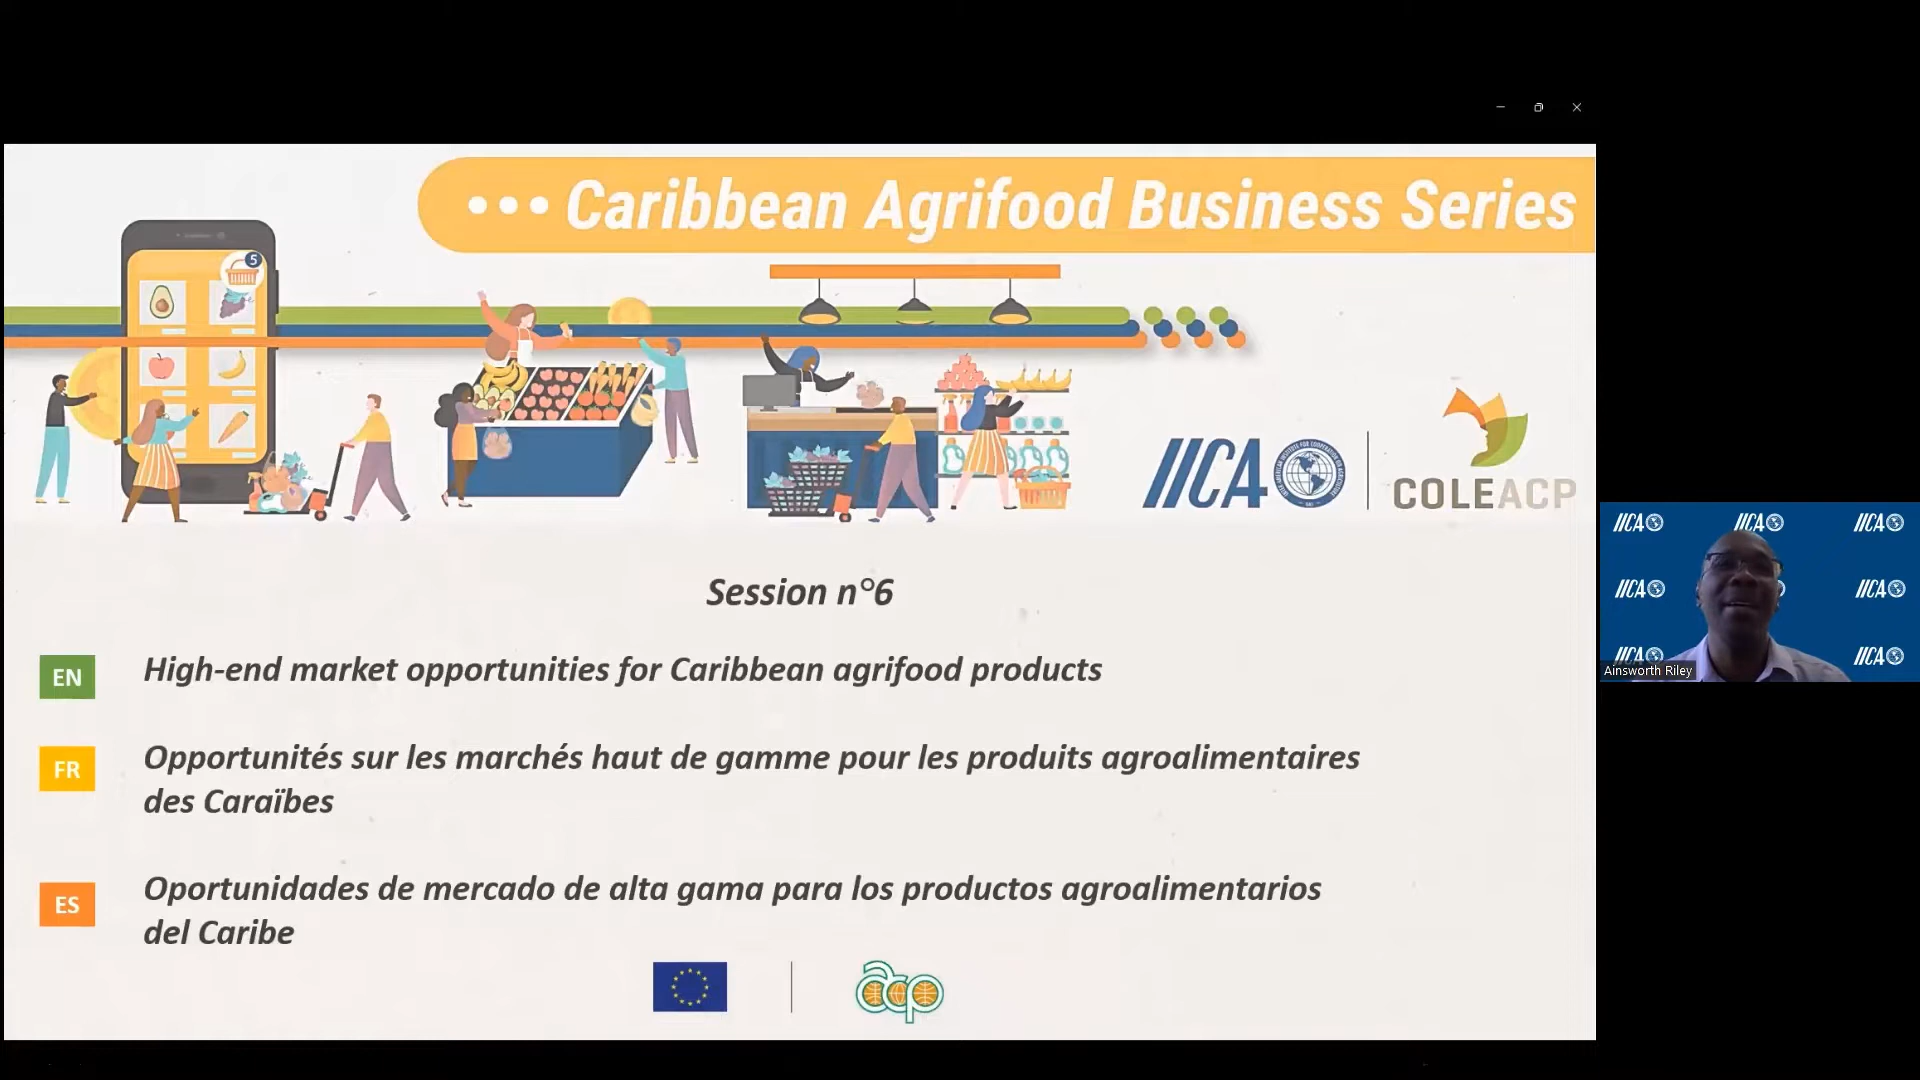 ••• Caribbean Agrifood Business Series
5
IICA
COLEACP
Session n°6
EN
High-end market opportunities for Caribbean agrifood products
FR
Opportunités sur les marchés haut de gamme pour les produits agroalimentaires
des Caraïbes
ES
Oportunidades de mercado de alta gama para los productos agroalimentarios
del Caribe
acp
IICA
IICA
IICA
IICA
IICA
IICA
IICA
Ainsworth Riley